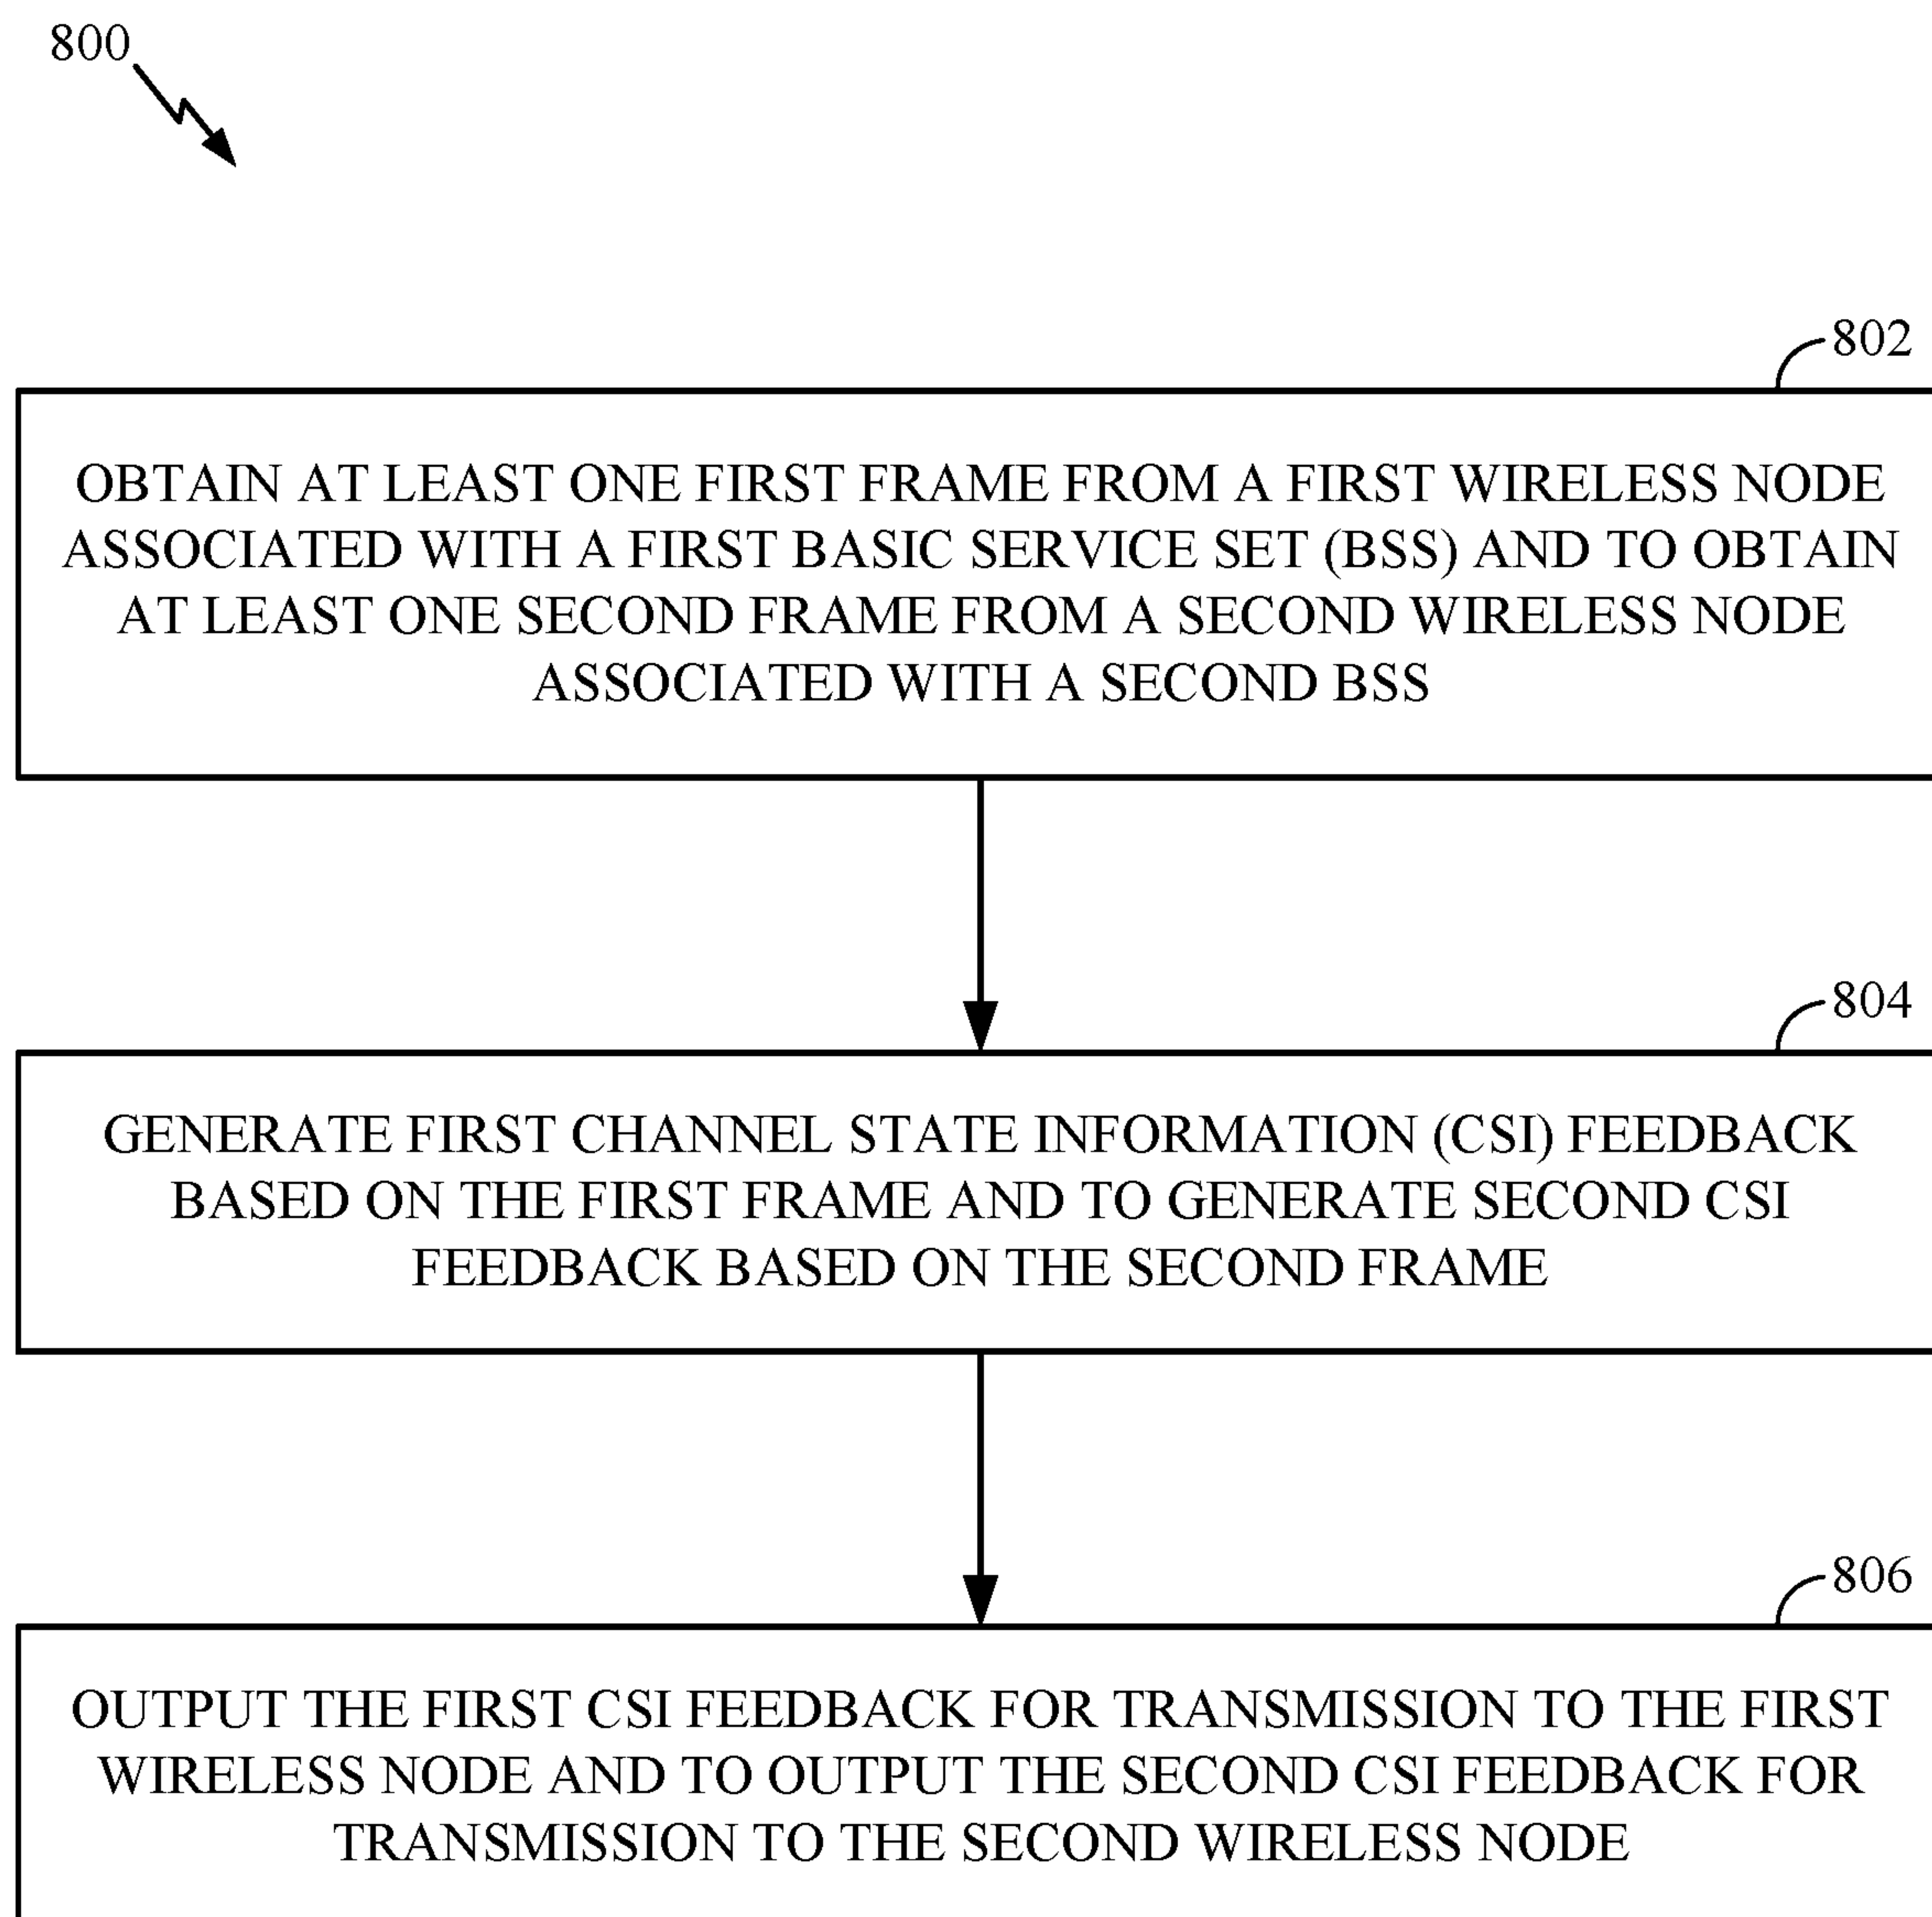 800
802
OBTAIN AT LEAST ONE FIRST FRAME FROM A FIRST WIRELESS NODE
ASSOCIATED WITH A FIRST BASIC SERVICE SET (BSS) AND TO OBTAIN
AT LEAST ONE SECOND FRAME FROM A SECOND WIRELESS NODE
ASSOCIATED WITH A SECOND BSS
804
GENERATE FIRST CHANNEL STATE INFORMATION (CSI) FEEDBACK
BASED ON THE FIRST FRAME AND TO GENERATE SECOND CSI
FEEDBACK BASED ON THE SECOND FRAME
806
OUTPUT THE FIRST CSI FEEDBACK FOR TRANSMISSION TO THE FIRST
WIRELESS NODE AND TO OUTPUT THE SECOND CSI FEEDBACK FOR
TRANSMISSION TO THE SECOND WIRELESS NODE